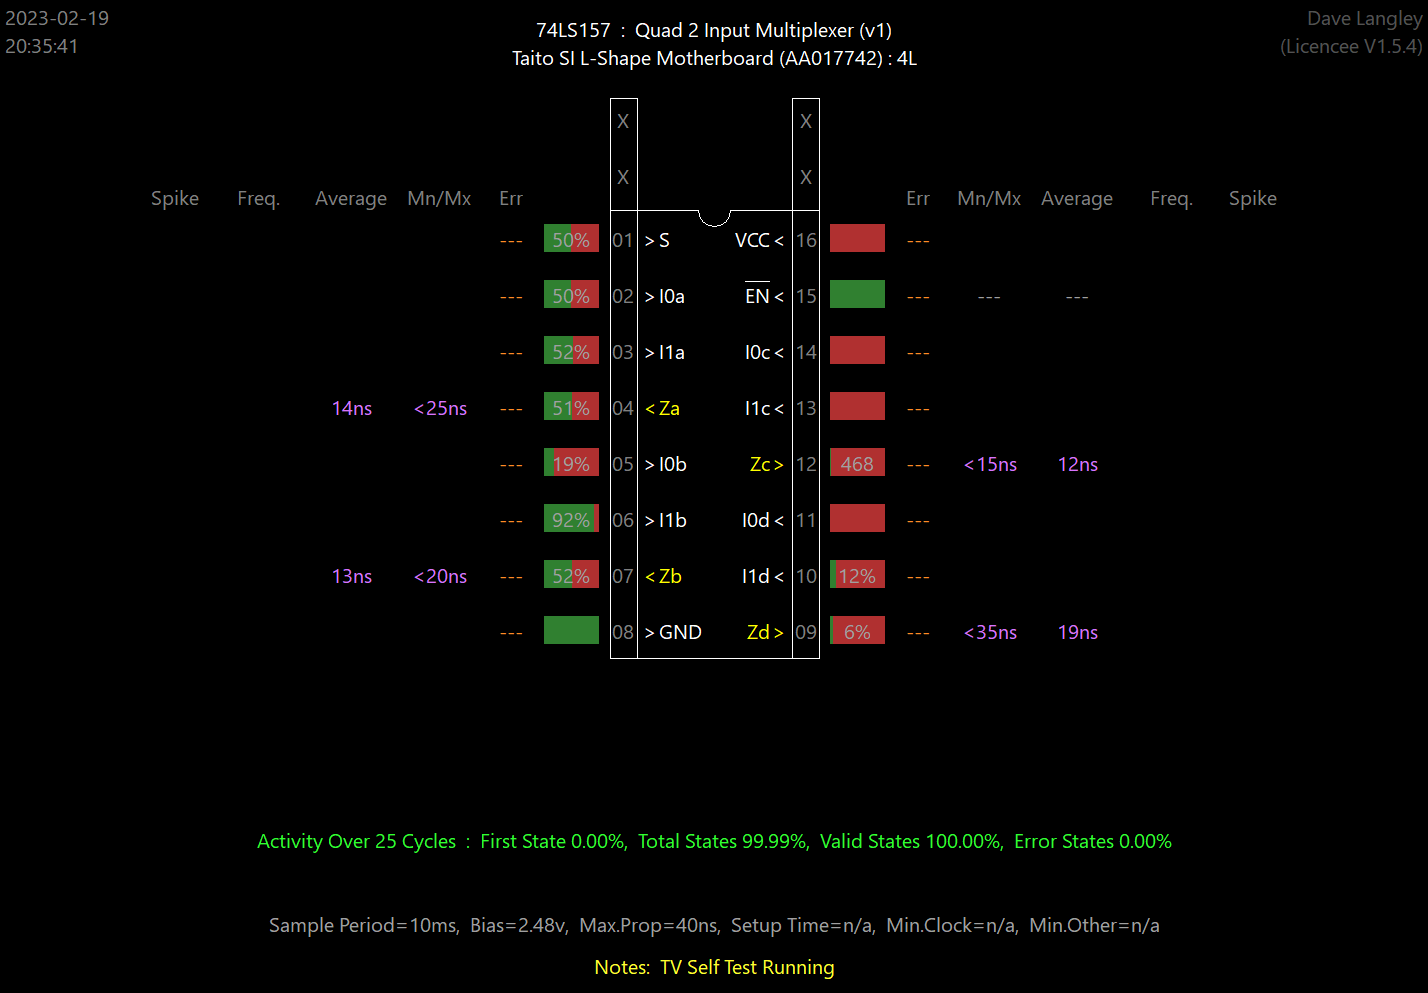 2023-02-19
20:35:41
74LS157 : Quad 2 Input Multiplexer (v1)
Taito SI L-Shape Motherboard (AA017742) : 4L
Dave Langley
(Licencee V1.5.4)
X X
X X
Spike Freq. Average Mn/Mx Err Err Mn/Mx Average Freq. Spike
--- 50% 01 >S VCC< 16 ---
--- 50% 02 >I0a EN< 15 --- --- ---
--- 52% 03 >I1a I0c< 14 ---
14ns <25ns --- 51% 04 <Za I1c< 13 ---
--- 19% 05 >I0b Zc> 12 468 --- <15ns 12ns
--- 92% 06 >I1b I0d< 11 ---
13ns <20ns --- 52% 07 <Zb I1d< 10 12% ---
--- 08 >GND Zd> 09 6% --- <35ns 19ns
Activity Over 25 Cycles : First State 0.00%, Total States 99.99%, Valid States 100.00%, Error States 0.00%
Sample Period=10ms, Bias=2.48v, Max.Prop=40ns, Setup Time=n/a, Min.Clock=n/a, Min.Other=n/a
Notes: TV Self Test Running